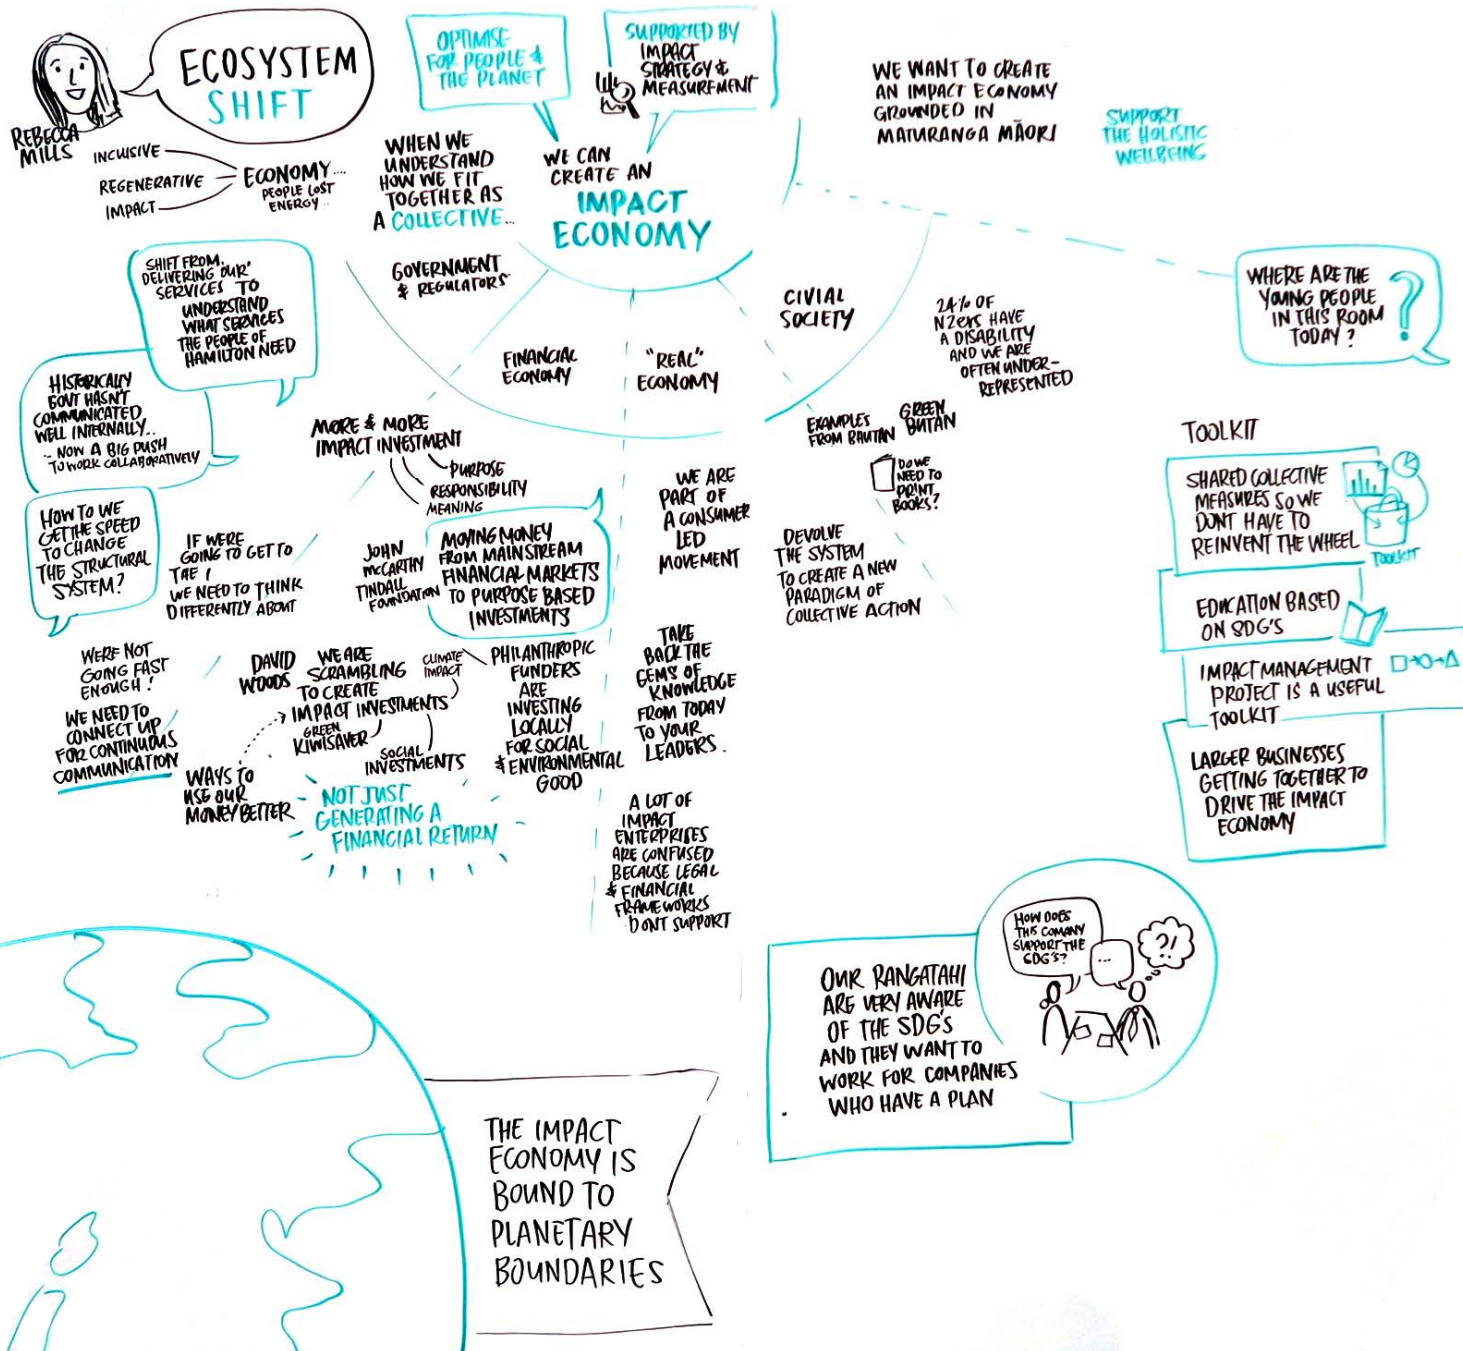 REBECCA
MILLS
ECOSYSTEM
SHIFT
INCLUSIVE
REGENERATIVE
IMPACT
ECONOMY....
PEOPLE LOST
ENERGY..
OPTIMISE
FOR PEOPLE &
THE PLANET
SUPPORTED BY
IMPACT
STRATEGY &
MEASUREMENT
WHEN WE
UNDERSTAND
HOW WE FIT
TOGETHER AS
A COLLECTIVE...
WE CAN
CREATE AN
IMPACT
ECONOMY
WE WANT TO CREATE
AN IMPACT ECONOMY
GROUNDED IN
MATURANGA MĀORI
SUPPORT
THE HOLISTIC
WELLBEING
GOVERNMENT
& REGULATORS
FINANCIAL
ECONOMY
"REAL"
ECONOMY
CIVIAL
SOCIETY
SHIFT FROM.
DELIVERING 'OUR'
SERVICES TO
UNDERSTAND
WHAT SERVICES
THE PEOPLE OF
HAMILTON NEED
HISTORICALLY
GOVT HASN'T
COMMUNICATED
WELL INTERNALLY..
~ NOW A BIG PUSH
TO WORK COLLABORATIVELY
HOW TO WE
GET THE SPEED
TO CHANGE
THE STRUCTURAL
SYSTEM?
IF WERE
GOING TO GET TO
THE I
WE NEED TO THINK
DIFFERENTLY ABOUT
WERE NOT
GOING FAST
ENOUGH!
WE NEED TO
CONNECT UP
FOR CONTINUOUS
COMMUNICATION
MORE & MORE
IMPACT INVESTMENT
PURPOSE
RESPONSIBILITY
MEANING
JOHN
McCARTHY
TINDALL
FOUNDATION
MOVING MONEY
FROM MAINSTREAM
FINANCIAL MARKETS
TO PURPOSE BASED
INVESTMENTS
DAVID
WOODS
WE ARE
SCRAMBLING
TO CREATE
IMPACT INVESTMENTS
CLIMATE
IMPACT
GREEN
KIWISAVER
SOCIAL
INVESTMENTS
WAYS TO
USE OUR
MONEY BETTER
NOT JUST
GENERATING A
FINANCIAL RETURN
PHILANTHROPIC
FUNDERS
ARE
INVESTING
LOCALLY
FOR SOCIAL
& ENVIRONMENTAL
GOOD
WE ARE
PART OF
A CONSUMER
LED
MOVEMENT
TAKE
BACK THE
GEMS OF
KNOWLEDGE
FROM TODAY
TO YOUR
LEADERS.
A LOT OF
IMPACT
ENTERPRISES
ARE CONFUSED
BECAUSE LEGAL
& FINANCIAL
FRAMEWORKS
DONT SUPPORT
24% OF
NZers HAVE
A DISABILITY
AND WE ARE
OFTEN UNDER-
REPRESENTED
EXAMPLES
FROM BAUTAN
GREEN
BUTAN
DO WE
NEED TO
PRINT
BOOKS?
DEVOLVE
THE SYSTEM
TO CREATE A NEW
PARADIGM OF
COLLECTIVE ACTION
WHERE ARE THE
YOUNG PEOPLE
IN THIS ROOM
TODAY?
?
TOOLKIT
SHARED COLLECTIVE
MEASURES SO WE
DONT HAVE TO
REINVENT THE WHEEL
TOOLKIT
EDUCATION BASED
ON SDG'S
IMPACT MANAGEMENT
PROJECT IS A USEFUL
TOOLKIT
LARGER BUSINESSES
GETTING TOGETHER TO
DRIVE THE IMPACT
ECONOMY
OUR RANGATAHI
ARE VERY AWARE
OF THE SDG'S
AND THEY WANT TO
WORK FOR COMPANIES
WHO HAVE A PLAN
HOW DOES
THIS COMANY
SUPPORT THE
SDG'S?
...
?!
THE IMPACT
ECONOMY IS
BOUND TO
PLANETARY
BOUNDARIES